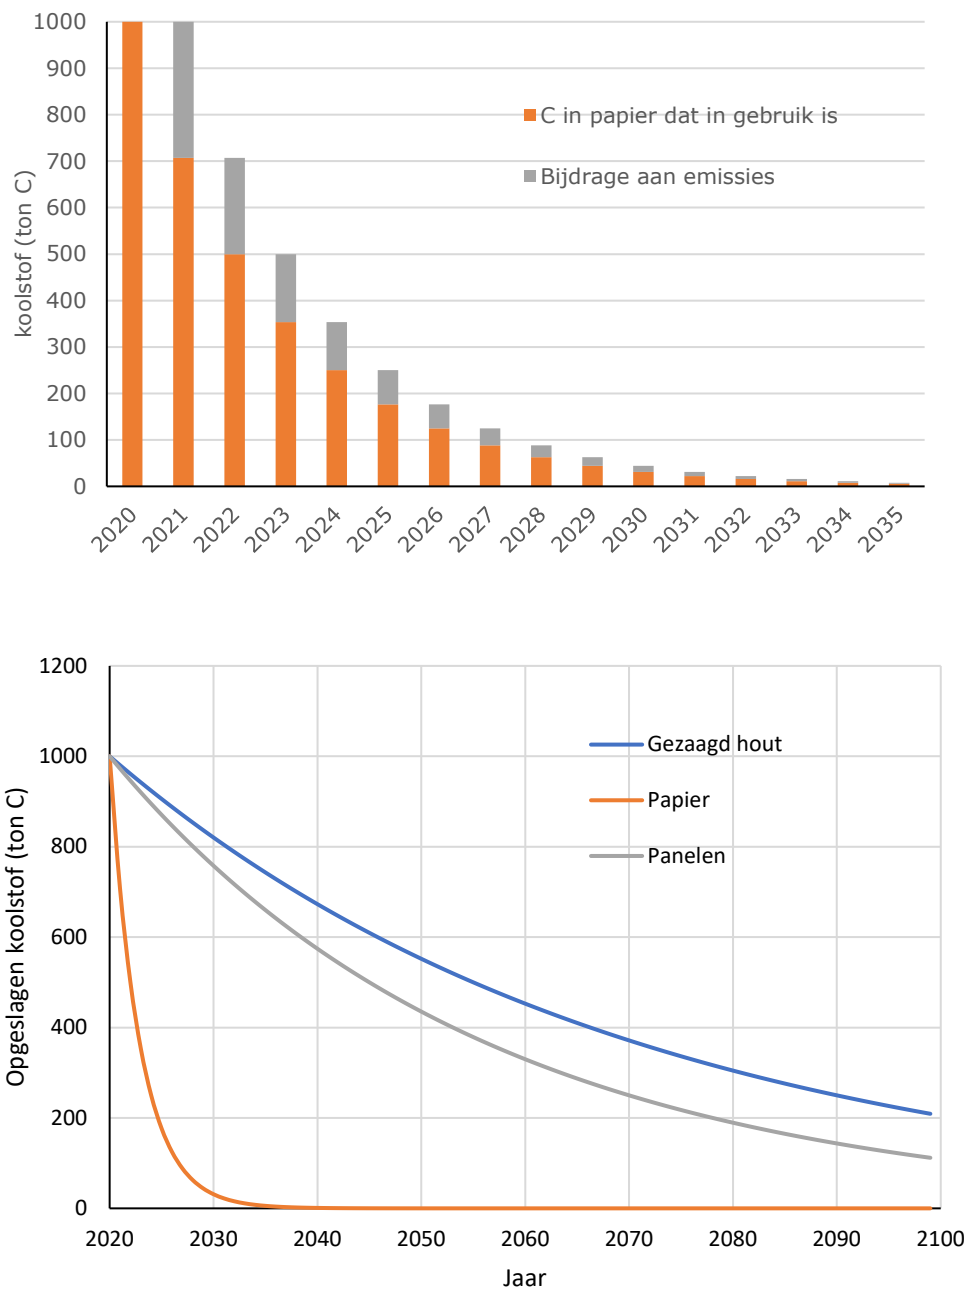 1000
900
800
700
600
500
400
300
200
100
0
koolstof (ton C)
C in papier dat in gebruik is
Bijdrage aan emissies
2020 2021 2022 2023 2024 2025 2026 2027 2028 2029 2030 2031 2032 2033 2034 2035
1200
1000
800
600
400
200
0
Opgeslagen koolstof (ton C)
Gezaagd hout
Papier
Panelen
2020 2030 2040 2050 2060 2070 2080 2090 2100
Jaar